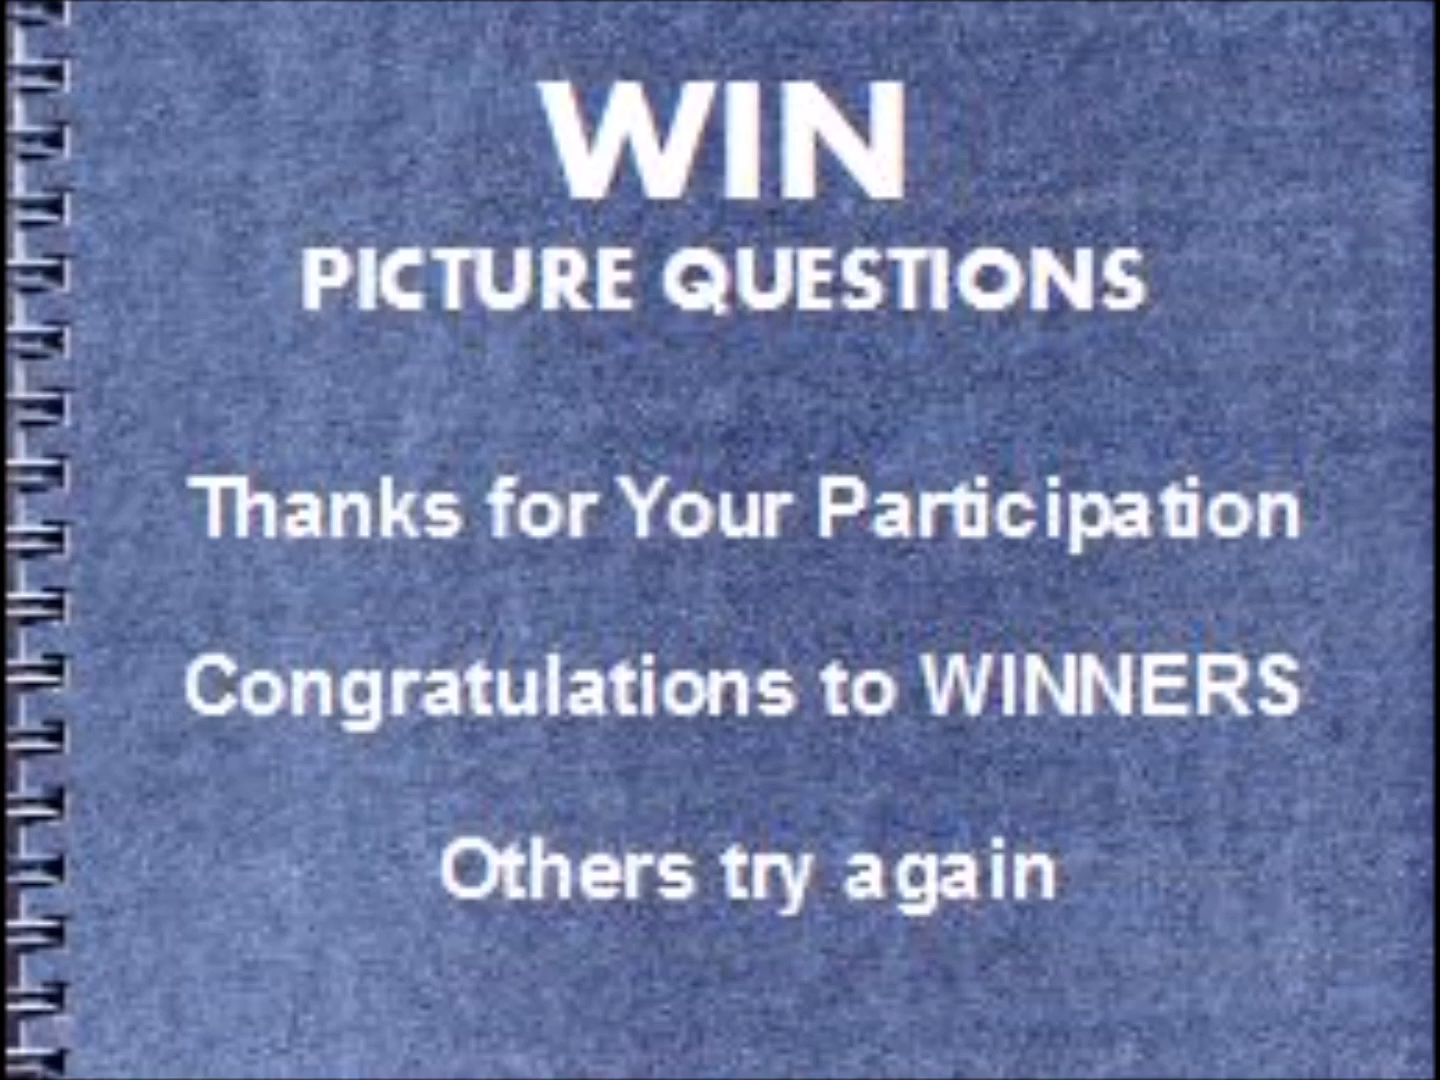 WIN
PICTURE QUESTIONS
Thanks for Your Participation
Congratulations to WINNERS
Others try again